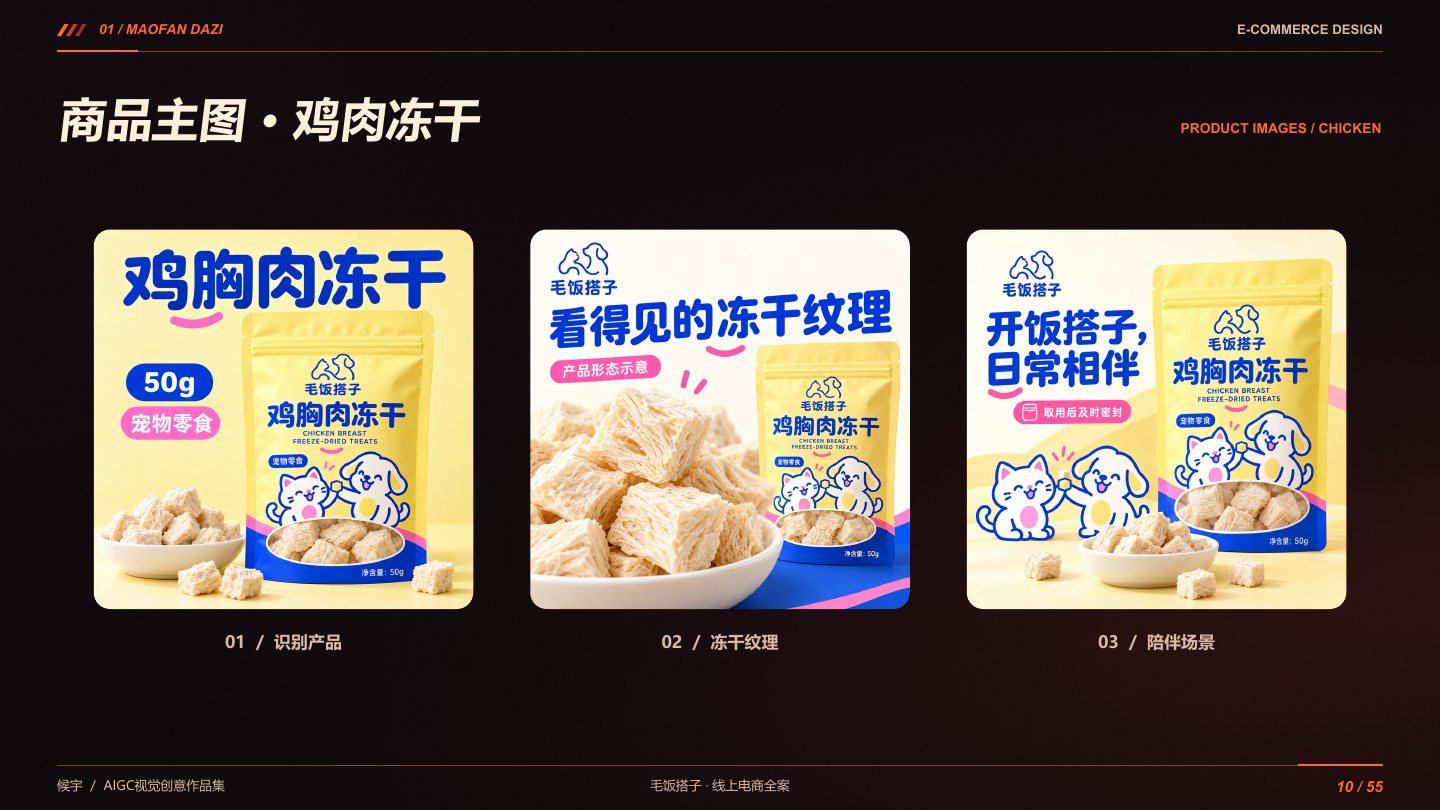 01 / MAOFAN DAZI
E-COMMERCE DESIGN
商品主图·鸡肉冻干
PRODUCT IMAGES / CHICKEN
鸡胸肉冻干
50g
宠物零食
毛饭搭子
鸡胸肉冻干
CHICKEN BREAST
FREEZE-DRIED TREATS
宠物零食
净含量：50g
毛饭搭子
看得见的冻干纹理
产品形态示意
毛饭搭子
鸡胸肉冻干
CHICKEN BREAST
FREEZE-DRIED TREATS
宠物零食
净含量：50g
毛饭搭子
开饭搭子，
日常相伴
取用后及时密封
毛饭搭子
鸡胸肉冻干
CHICKEN BREAST
FREEZE-DRIED TREATS
宠物零食
净含量：50g
01 / 识别产品
02 / 冻干纹理
03 / 陪伴场景
候宇 / AIGC视觉创意作品集
毛饭搭子 · 线上电商全案
10 / 55